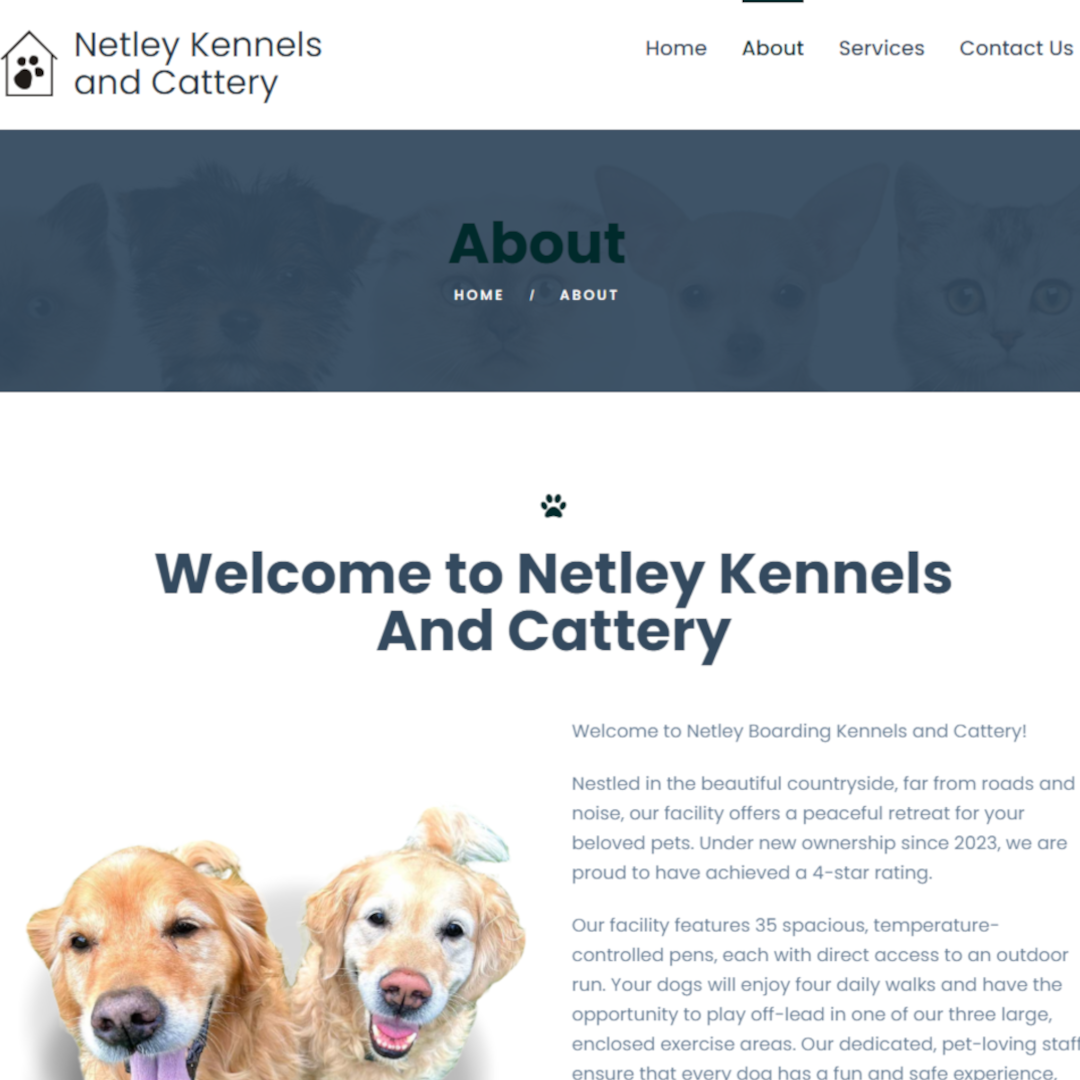 Netley Kennels
and Cattery
Home About Services Contact Us
About
HOME / ABOUT
Welcome to Netley Kennels
And Cattery
Welcome to Netley Boarding Kennels and Cattery!
Nestled in the beautiful countryside, far from roads and
noise, our facility offers a peaceful retreat for your
beloved pets. Under new ownership since 2023, we are
proud to have achieved a 4-star rating.
Our facility features 35 spacious, temperature-
controlled pens, each with direct access to an outdoor
run. Your dogs will enjoy four daily walks and have the
opportunity to play off-lead in one of our three large,
enclosed exercise areas. Our dedicated, pet-loving staff
ensure that every dog has a fun and safe experience,